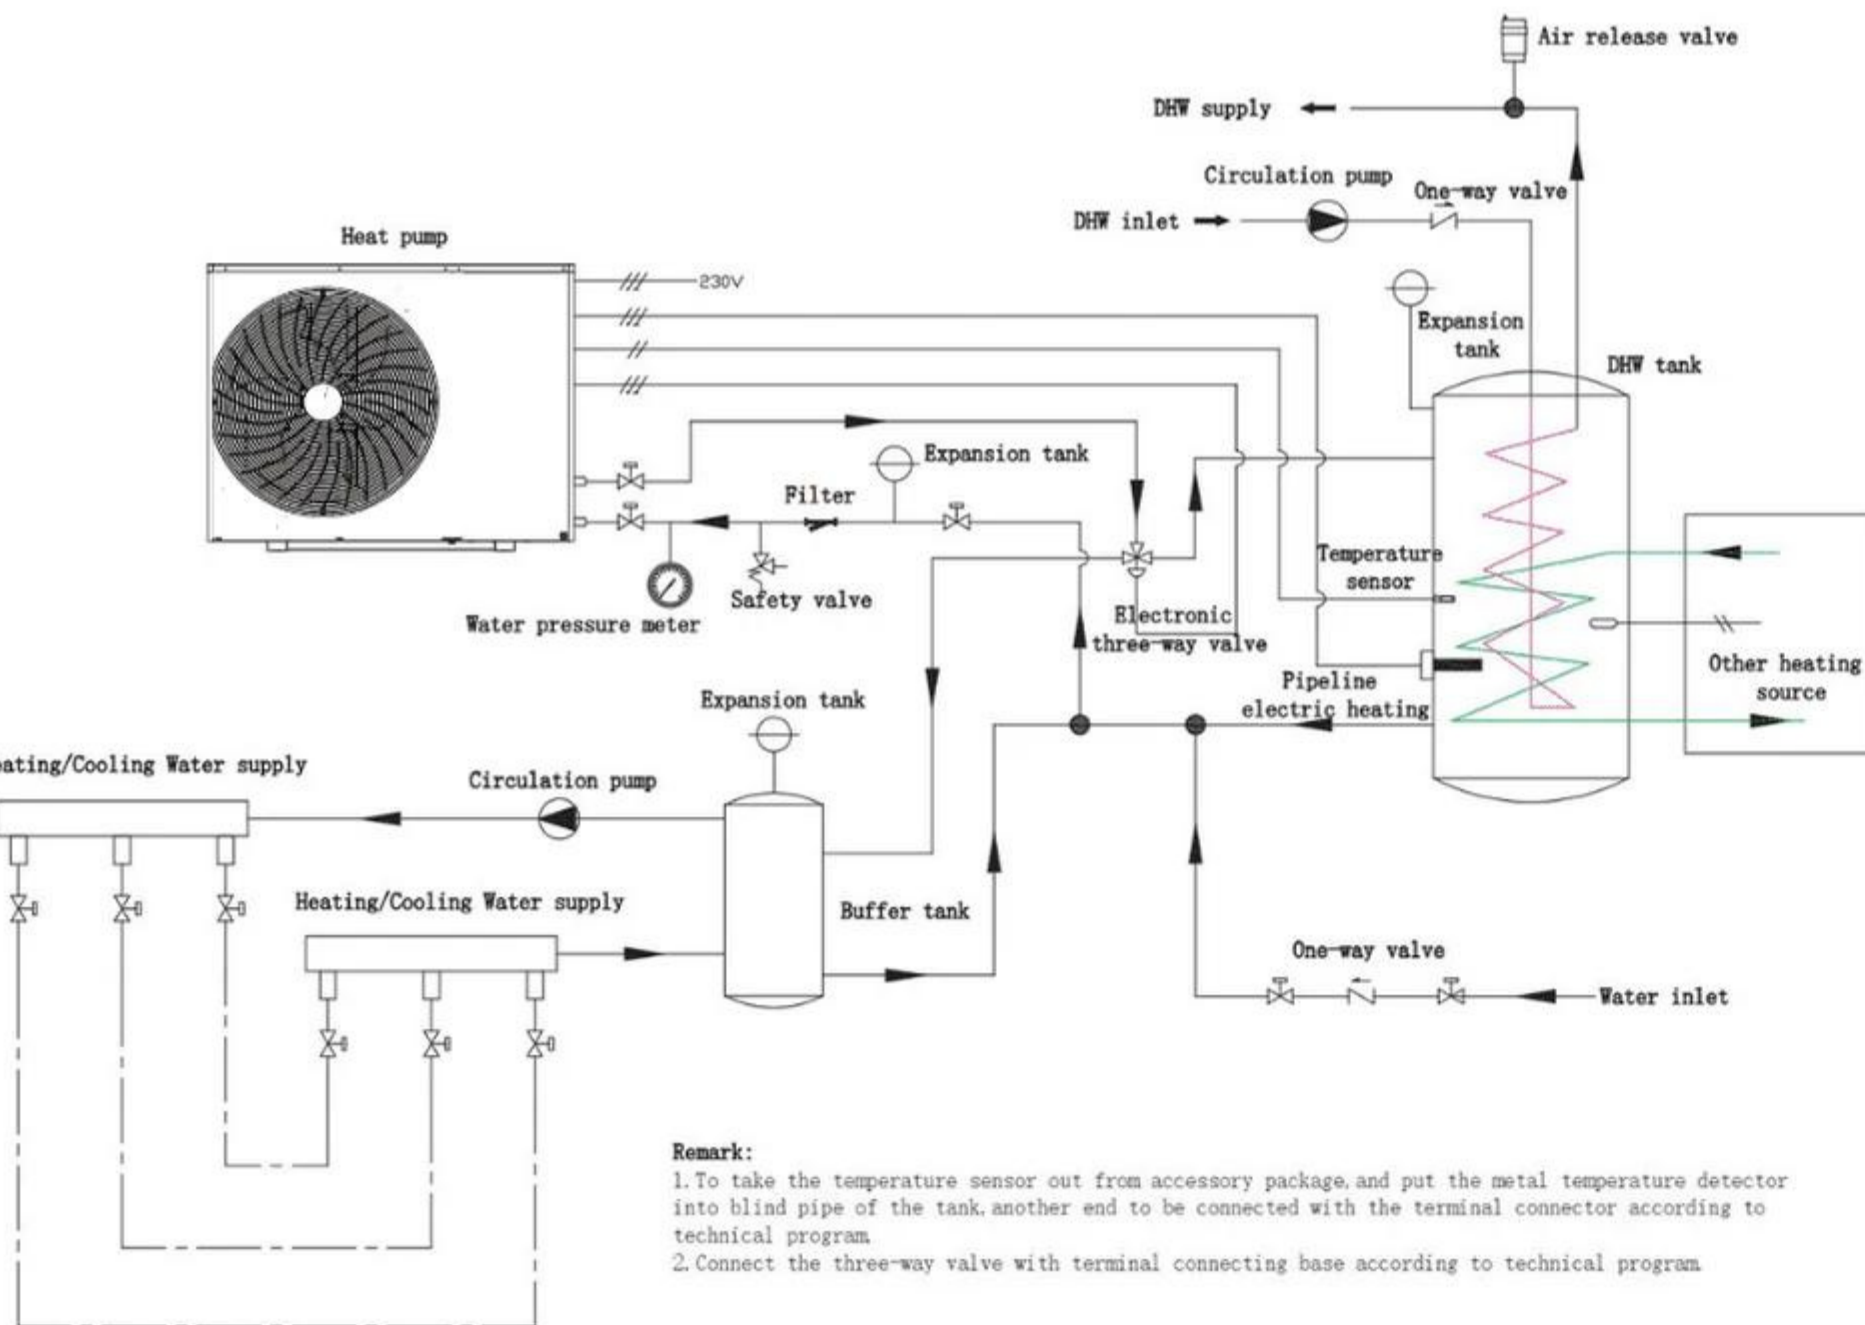 Air release valve
DHW supply
Circulation pump
One-way valve
DHW inlet
Heat pump
230V
Expansion
tank
DHW tank
Expansion tank
Filter
Temperature
sensor
Safety valve
Water pressure meter
Electronic
three-way valve
Other heating
source
Pipeline
electric heating
Expansion tank
eating/Cooling Water supply
Circulation pump
Heating/Cooling Water supply
Buffer tank
One-way valve
Water inlet
Remark:
1. To take the temperature sensor out from accessory package, and put the metal temperature detector
into blind pipe of the tank, another end to be connected with the terminal connector according to
technical program.
2. Connect the three-way valve with terminal connecting base according to technical program.